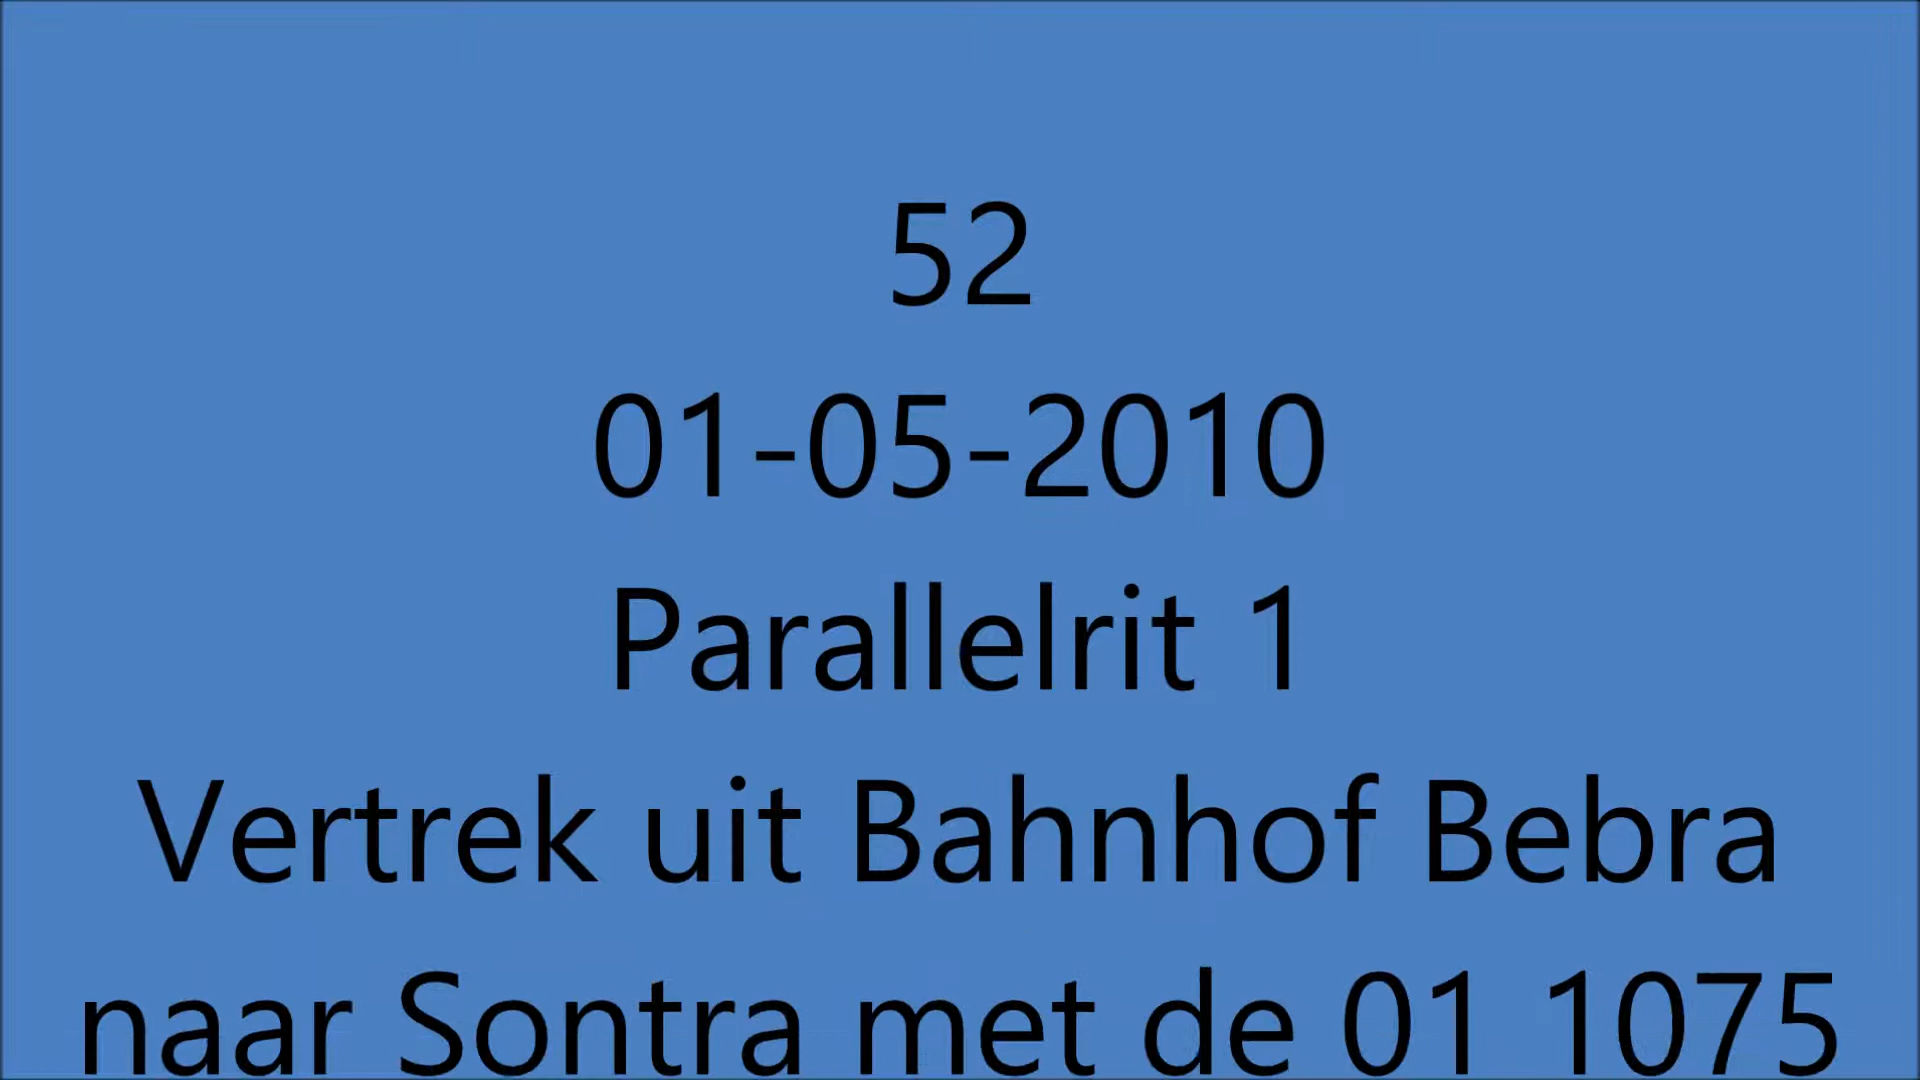 52
01-05-2010
Parallelrit 1
Vertrek uit Bahnhof Bebra
naar Sontra met de 01 1075